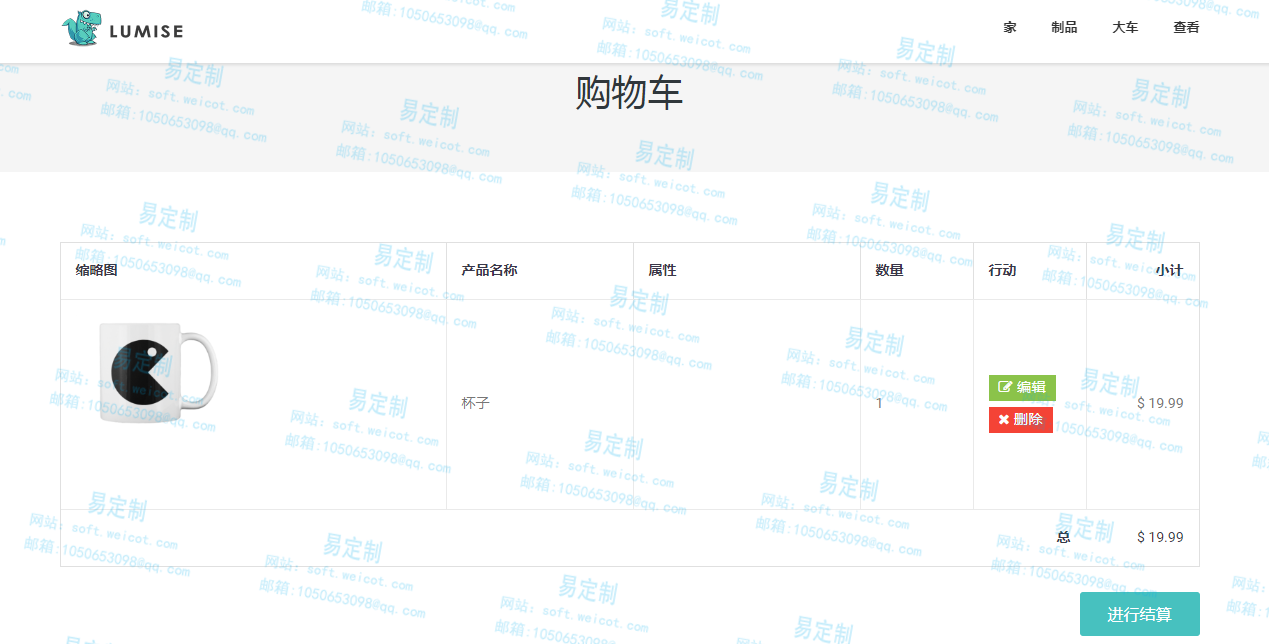 LUMISE
家 制品 大车 查看
购物车
缩略图 产品名称 属性 数量 行动 小计
杯子 1 编辑 $ 19.99
删除
总 $ 19.99
进行结算
易定制
网站：soft.weicot.com
邮箱:1050653098@qq.com